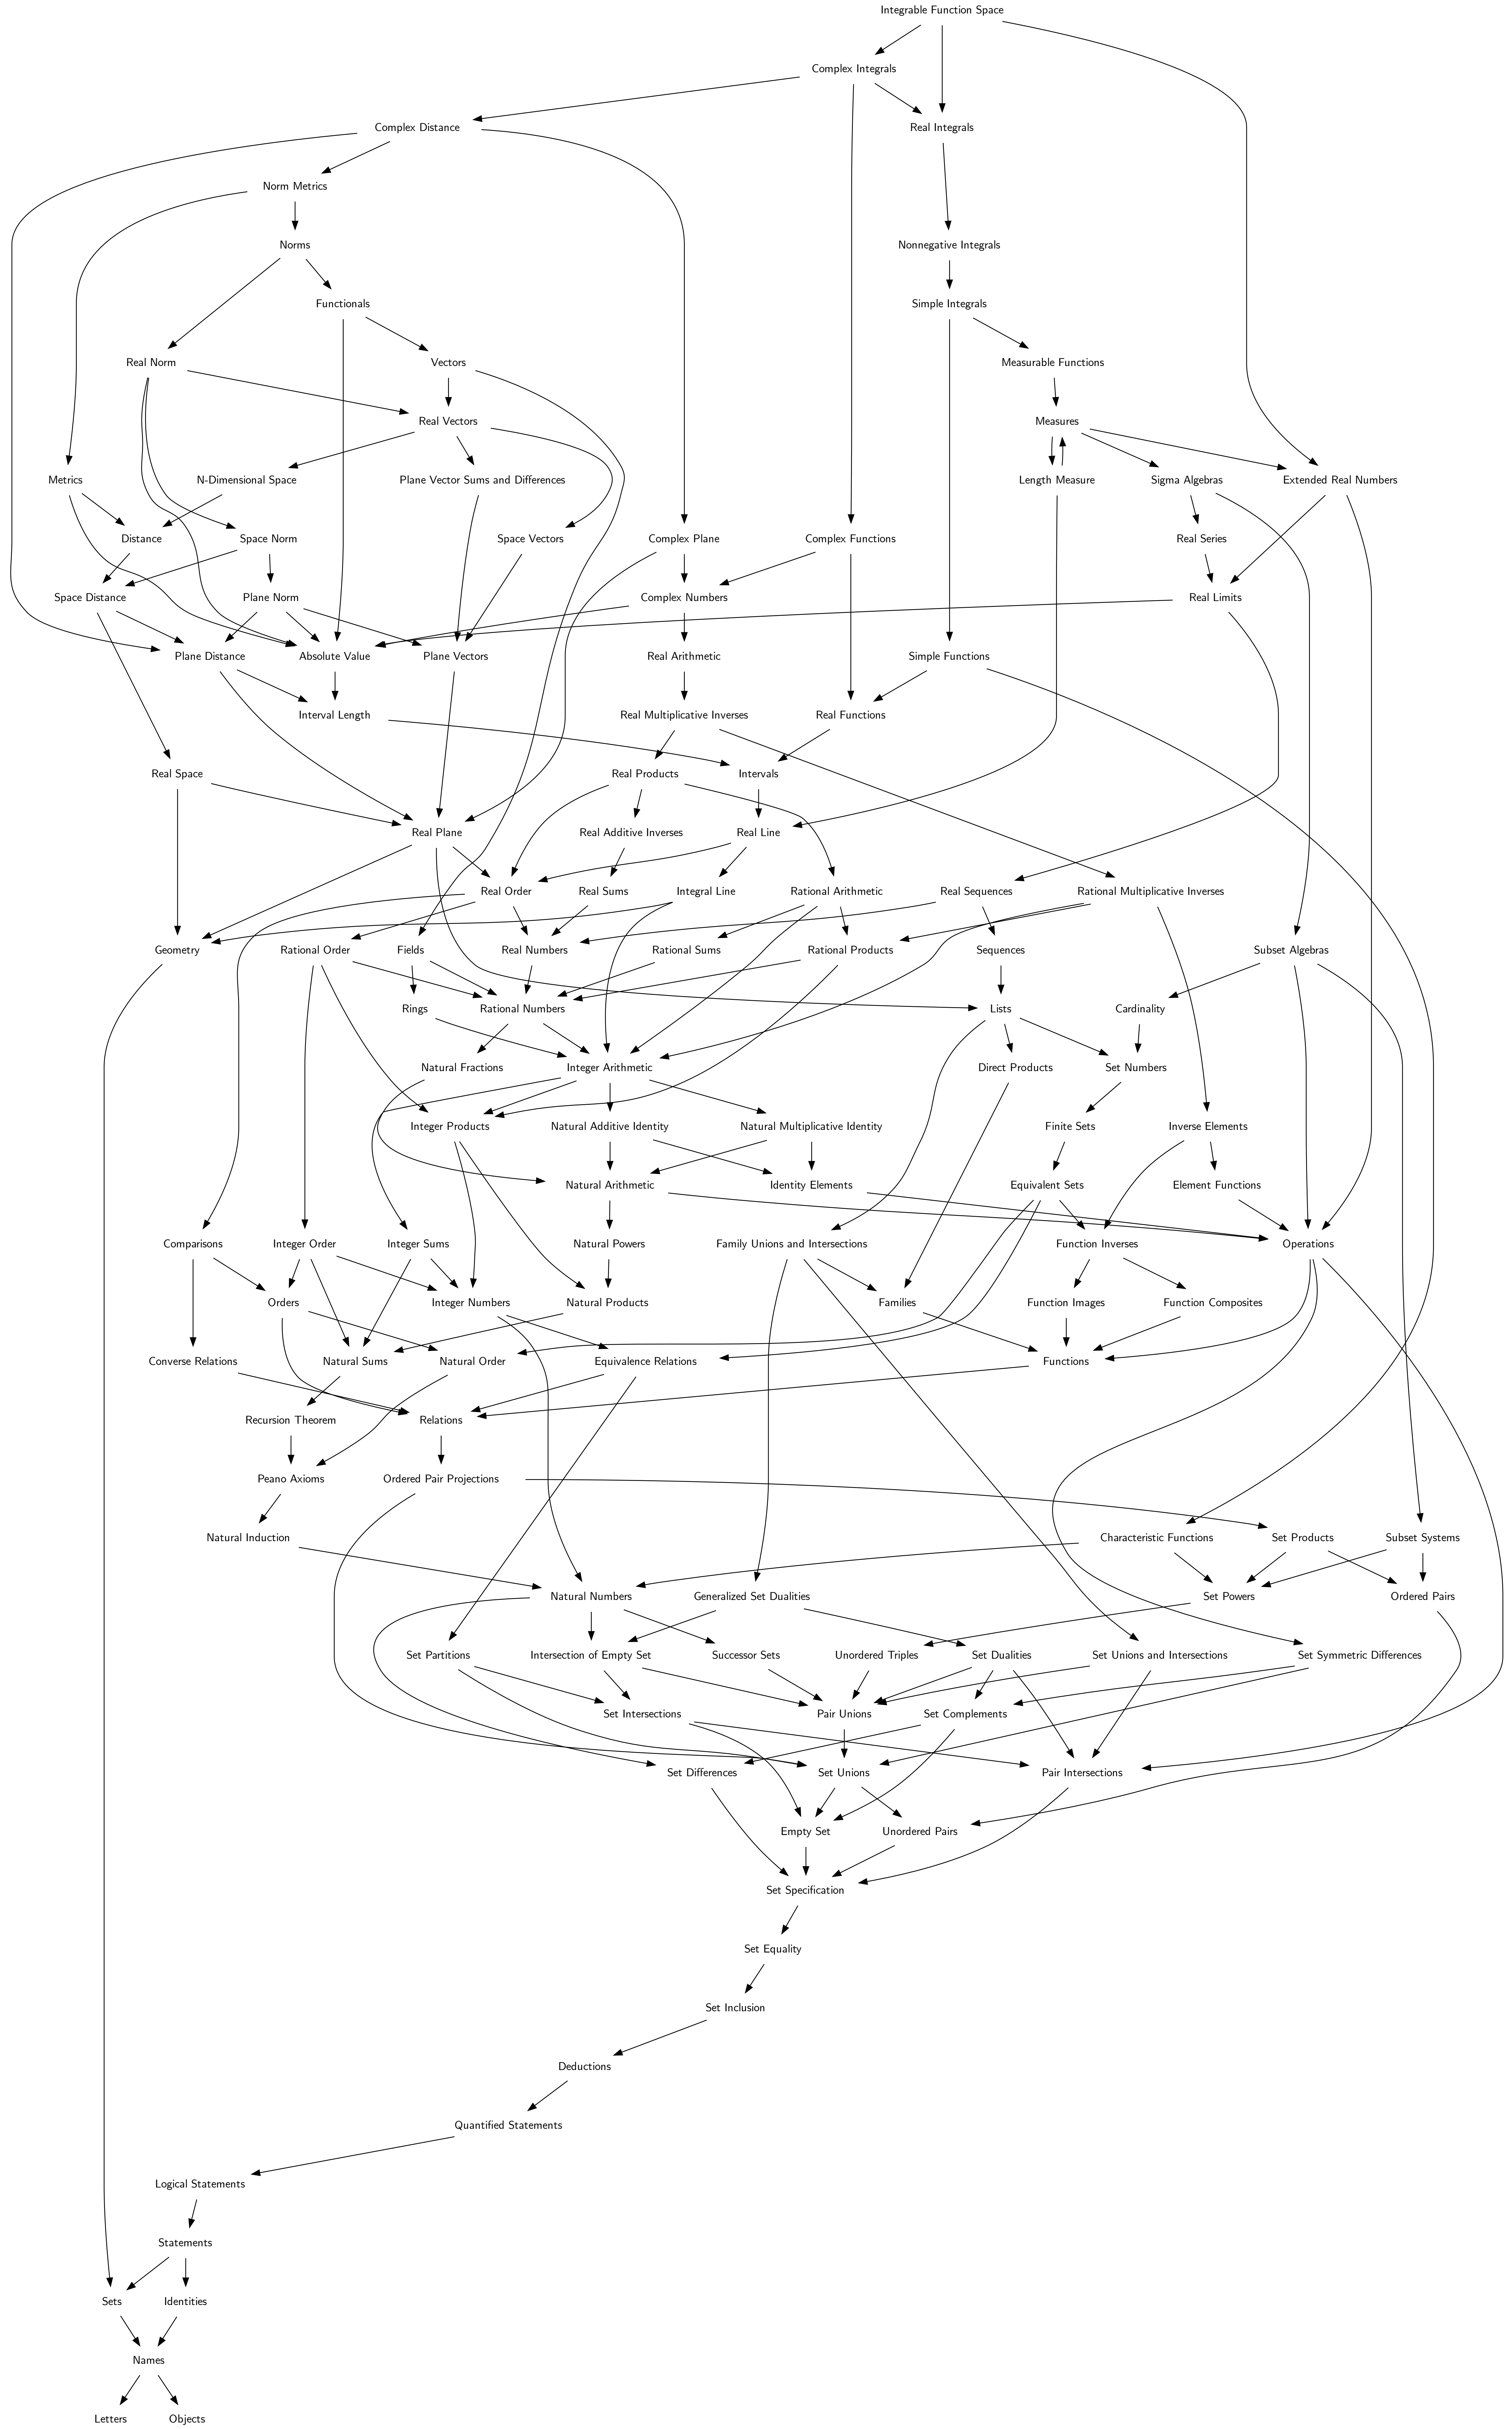 Integrable Function Space
Complex Integrals
Complex Distance
Real Integrals
Norm Metrics
Norms
Nonnegative Integrals
Functionals
Simple Integrals
Real Norm
Vectors
Measurable Functions
Real Vectors
Measures
Metrics
N-Dimensional Space
Plane Vector Sums and Differences
Length Measure
Sigma Algebras
Extended Real Numbers
Distance
Space Norm
Space Vectors
Complex Plane
Complex Functions
Real Series
Space Distance
Plane Norm
Complex Numbers
Real Limits
Plane Distance
Absolute Value
Plane Vectors
Real Arithmetic
Simple Functions
Interval Length
Real Multiplicative Inverses
Real Functions
Real Space
Real Products
Intervals
Real Plane
Real Additive Inverses
Real Line
Real Order
Real Sums
Integral Line
Rational Arithmetic
Real Sequences
Rational Multiplicative Inverses
Geometry
Rational Order
Fields
Real Numbers
Rational Sums
Rational Products
Sequences
Subset Algebras
Rings
Rational Numbers
Lists
Cardinality
Natural Fractions
Integer Arithmetic
Direct Products
Set Numbers
Integer Products
Natural Additive Identity
Natural Multiplicative Identity
Finite Sets
Inverse Elements
Natural Arithmetic
Identity Elements
Equivalent Sets
Element Functions
Comparisons
Integer Order
Integer Sums
Natural Powers
Family Unions and Intersections
Function Inverses
Operations
Orders
Integer Numbers
Natural Products
Families
Function Images
Function Composites
Converse Relations
Natural Sums
Natural Order
Equivalence Relations
Functions
Recursion Theorem
Relations
Peano Axioms
Ordered Pair Projections
Natural Induction
Characteristic Functions
Set Products
Subset Systems
Natural Numbers
Generalized Set Dualities
Set Powers
Ordered Pairs
Set Partitions
Intersection of Empty Set
Successor Sets
Unordered Triples
Set Dualities
Set Unions and Intersections
Set Symmetric Differences
Set Intersections
Pair Unions
Set Complements
Set Differences
Set Unions
Pair Intersections
Empty Set
Unordered Pairs
Set Specification
Set Equality
Set Inclusion
Deductions
Quantified Statements
Logical Statements
Statements
Sets
Identities
Names
Letters
Objects